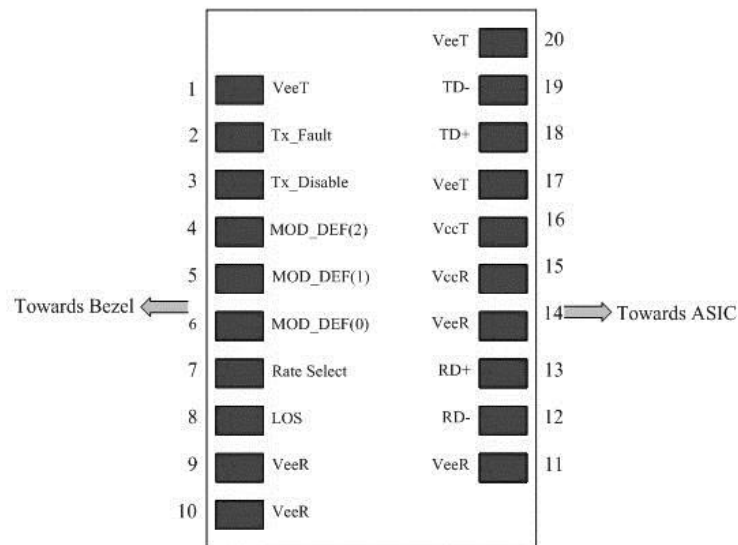 VeeT 20
1 VeeT TD- 19
2 Tx_Fault TD+ 18
3 Tx_Disable VeeT 17
4 MOD_DEF(2) VccT 16
5 MOD_DEF(1) VccR 15
Towards Bezel
6 MOD_DEF(0) VeeR 14
Towards ASIC
7 Rate Select RD+ 13
8 LOS RD- 12
9 VeeR VeeR 11
10 VeeR